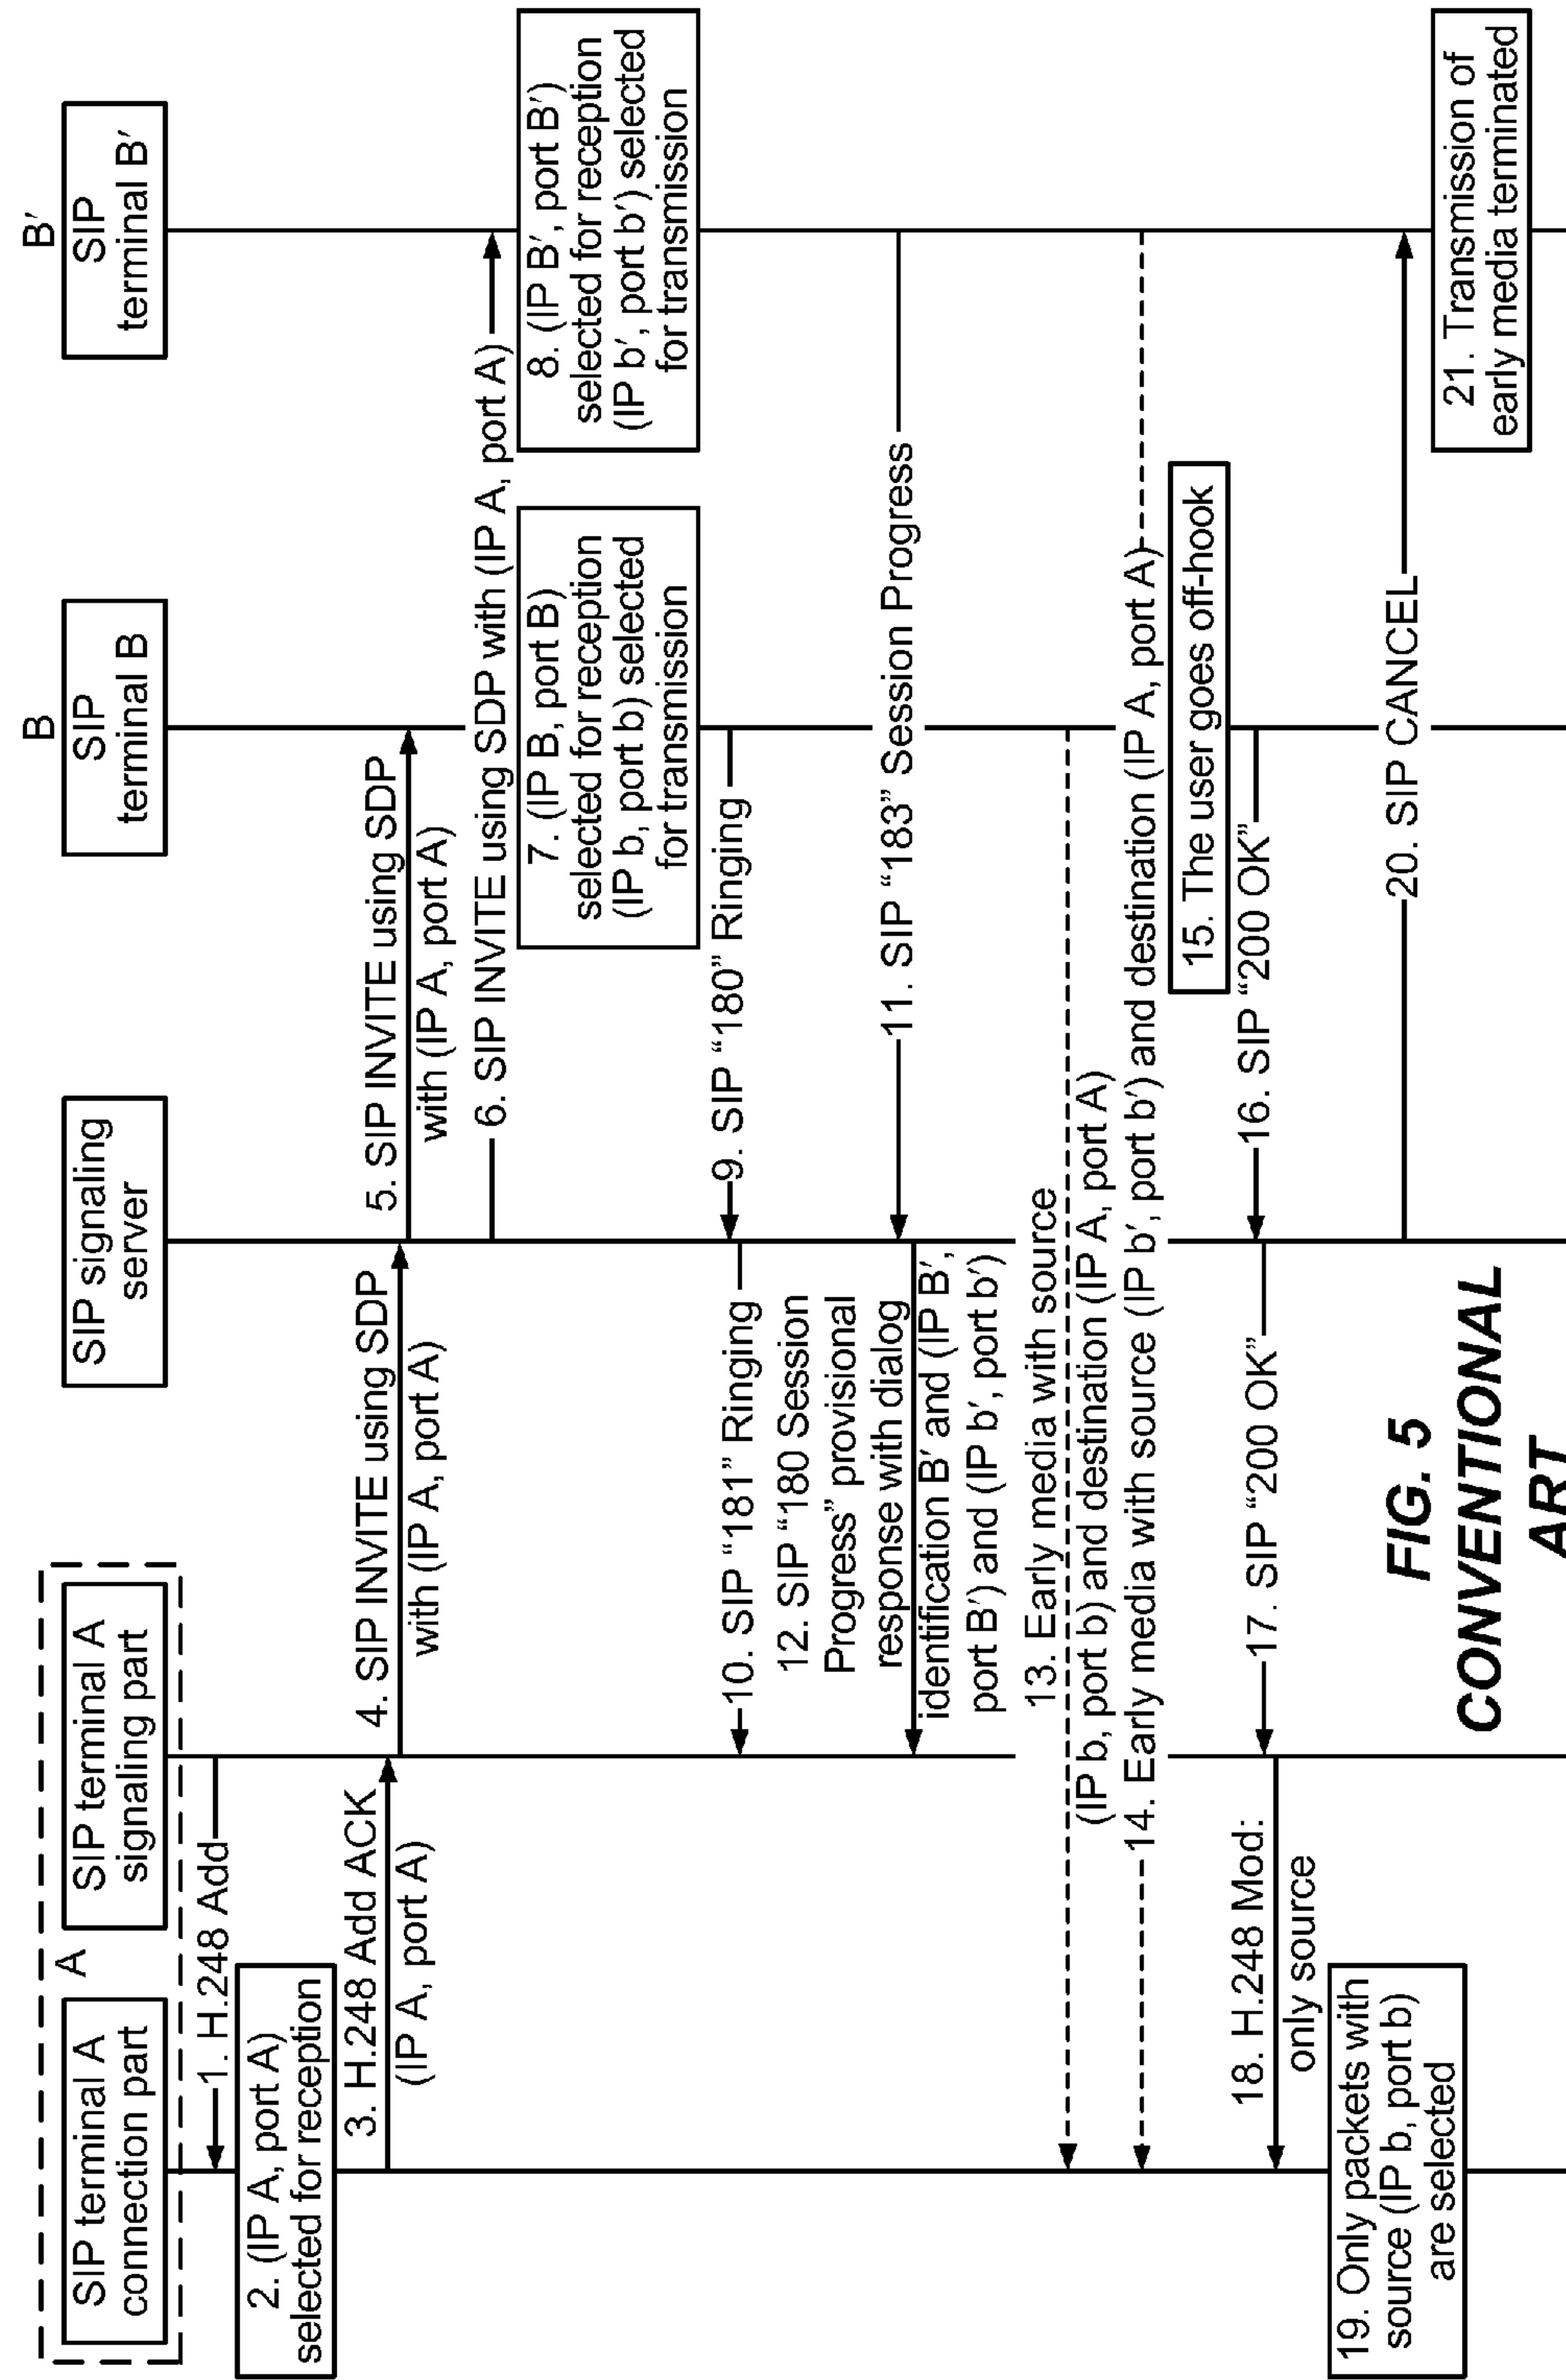 A
SIP terminal A
connection part
SIP terminal A
signaling part
SIP signaling
server
B
SIP
terminal B
B′
SIP
terminal B′
1. H.248 Add
2. (IP A, port A)
selected for reception
3. H.248 Add ACK
(IP A, port A)
4. SIP INVITE using SDP
with (IP A, port A)
5. SIP INVITE using SDP
with (IP A, port A)
6. SIP INVITE using SDP with (IP A, port A)
7. (IP B, port B)
selected for reception
(IP b, port b) selected
for transmission
8. (IP B′, port B′)
selected for reception
(IP b′, port b′) selected
for transmission
9. SIP “180” Ringing
10. SIP “181” Ringing
11. SIP “183” Session Progress
12. SIP “180 Session
Progress” provisional
response with dialog
identification B′ and (IP B′,
port B′) and (IP b′, port b′)
13. Early media with source
(IP b, port b) and destination (IP A, port A)
14. Early media with source (IP b′, port b′) and destination (IP A, port A)
15. The user goes off-hook
16. SIP “200 OK”
17. SIP “200 OK”
18. H.248 Mod:
only source
19. Only packets with
source (IP b, port b)
are selected
20. SIP CANCEL
21. Transmission of
early media terminated
FIG. 5
CONVENTIONAL
ART